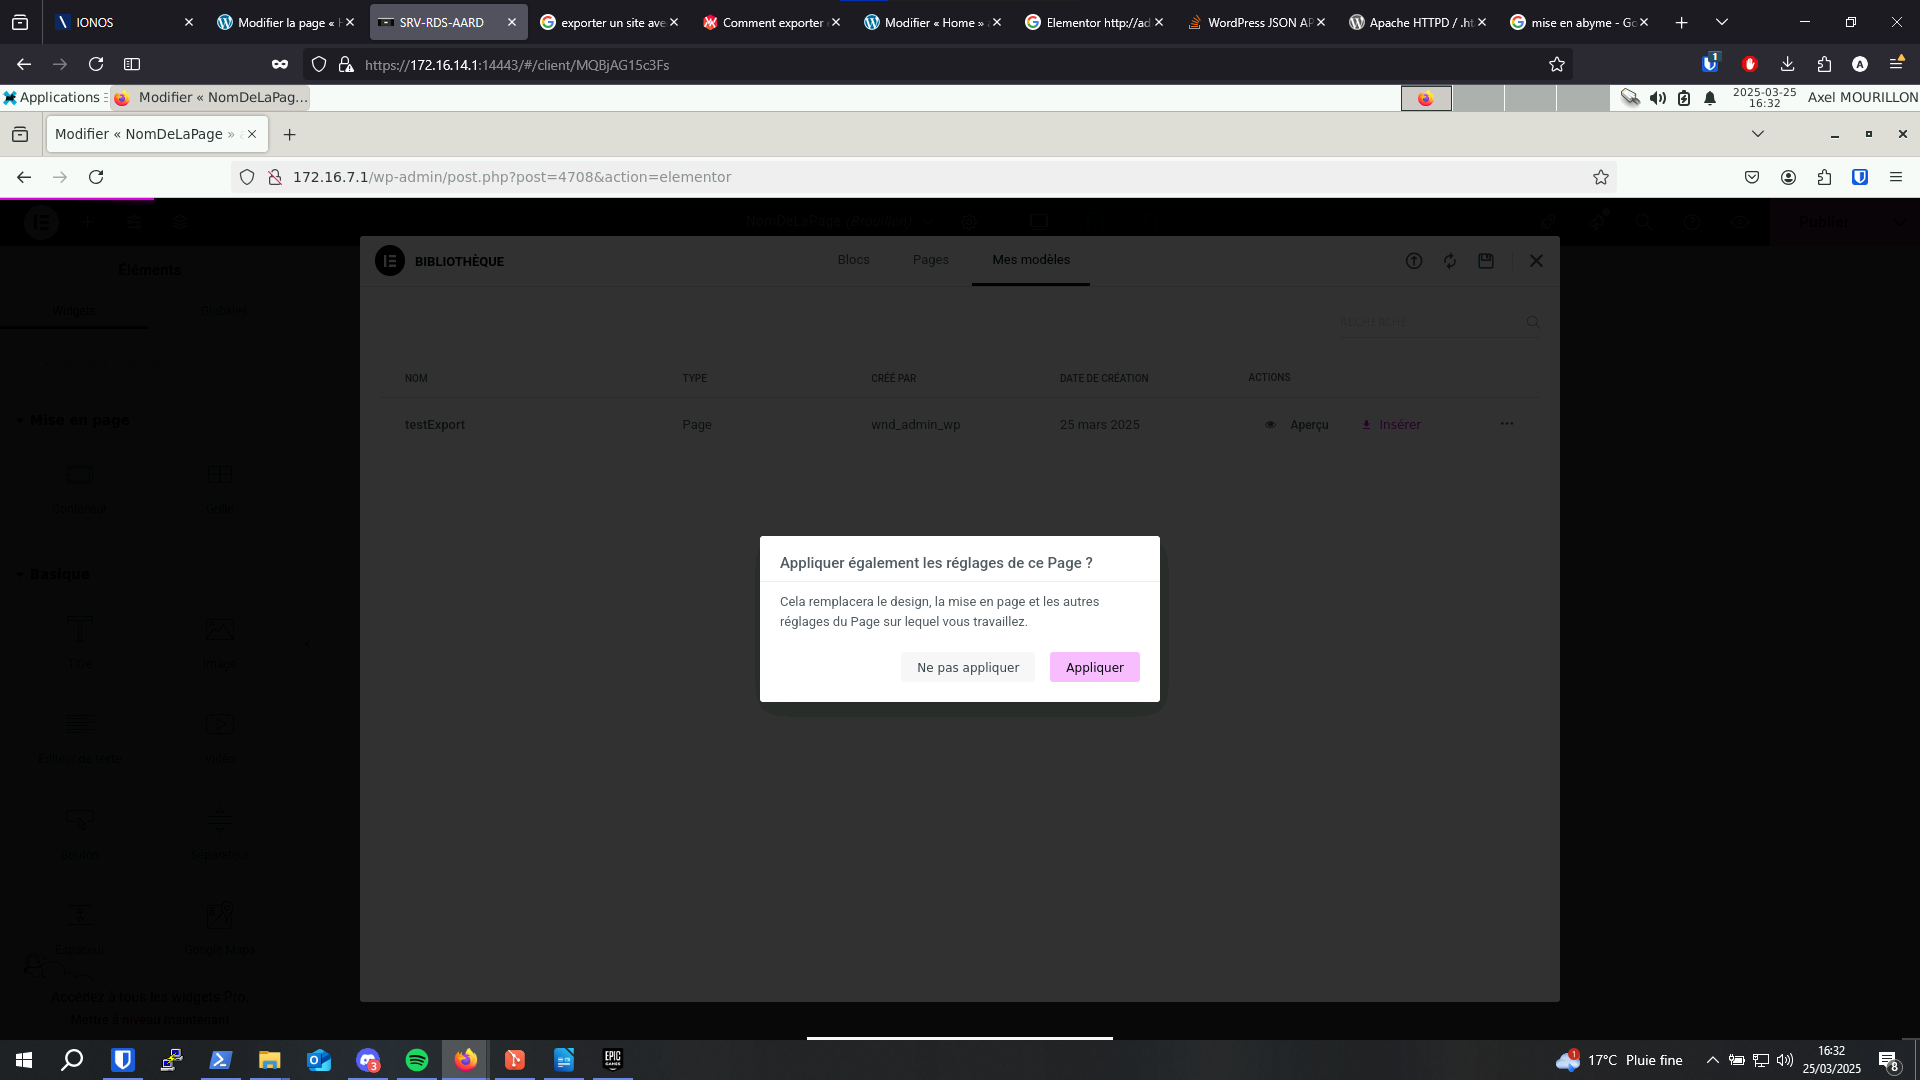 IONOS
Modifier la page « H
SRV-RDS-AARD
exporter un site ave
Comment exporter
Modifier « Home »
Elementor http://ad
WordPress JSON AP
Apache HTTPD / .ht
mise en abyme - Go
https://172.16.14.1:14443/#/client/MQBjAG15c3Fs
1
A
Applications
Modifier « NomDeLaPag...
2025-03-25
16:32
Axel MOURILLON
Modifier « NomDeLaPage »
172.16.7.1/wp-admin/post.php?post=4708&action=elementor
NomDeLaPage (Brouillon)
Publier
Éléments
Widgets
Globales
BIBLIOTHÈQUE
Blocs
Pages
Mes modèles
RECHERCHE
NOM
TYPE
CRÉÉ PAR
DATE DE CRÉATION
ACTIONS
testExport
Page
wnd_admin_wp
25 mars 2025
Aperçu
Insérer
Mise en page
Conteneur
Grille
Basique
Titre
Image
Éditeur de texte
Vidéo
Bouton
Séparateur
Espaceur
Google Maps
Accédez à tous les widgets Pro.
Mettre à niveau maintenant
Appliquer également les réglages de ce Page ?
Cela remplacera le design, la mise en page et les autres
réglages du Page sur lequel vous travaillez.
Ne pas appliquer
Appliquer
3
EPIC
GAMES
1
17°C Pluie fine
16:32
25/03/2025
8